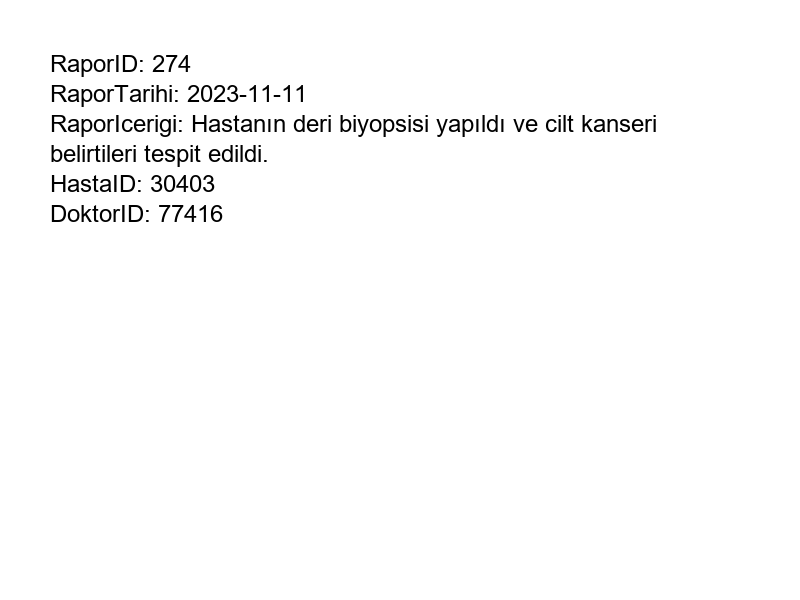 RaporID: 274
RaporTarihi: 2023-11-11
RaporIcerigi: Hastanın deri biyopsisi yapıldı ve cilt kanseri
belirtileri tespit edildi.
HastaID: 30403
DoktorID: 77416